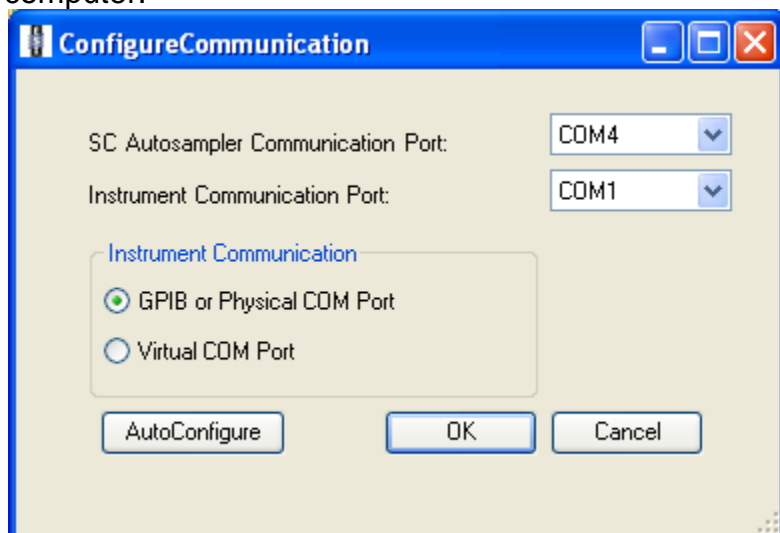 computer.
ConfigureCommunication
SC Autosampler Communication Port: COM4
Instrument Communication Port: COM1
Instrument Communication
GPIB or Physical COM Port
Virtual COM Port
AutoConfigure OK Cancel